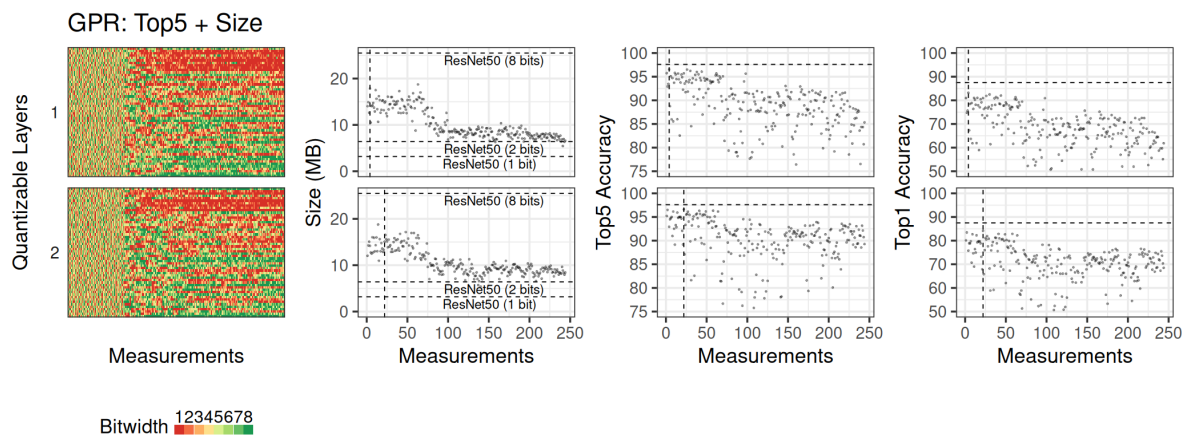 GPR: Top5 + Size
Quantizable Layers
1
2
Measurements
Bitwidth
12345678
Size (MB)
20
10
0
ResNet50 (8 bits)
ResNet50 (2 bits)
ResNet50 (1 bit)
20
10
0
ResNet50 (8 bits)
ResNet50 (2 bits)
ResNet50 (1 bit)
0 50 100 150 200 250
Measurements
Top5 Accuracy
100
95
90
85
80
75
100
95
90
85
80
75
0 50 100 150 200 250
Measurements
Top1 Accuracy
100
90
80
70
60
50
100
90
80
70
60
50
0 50 100 150 200 250
Measurements